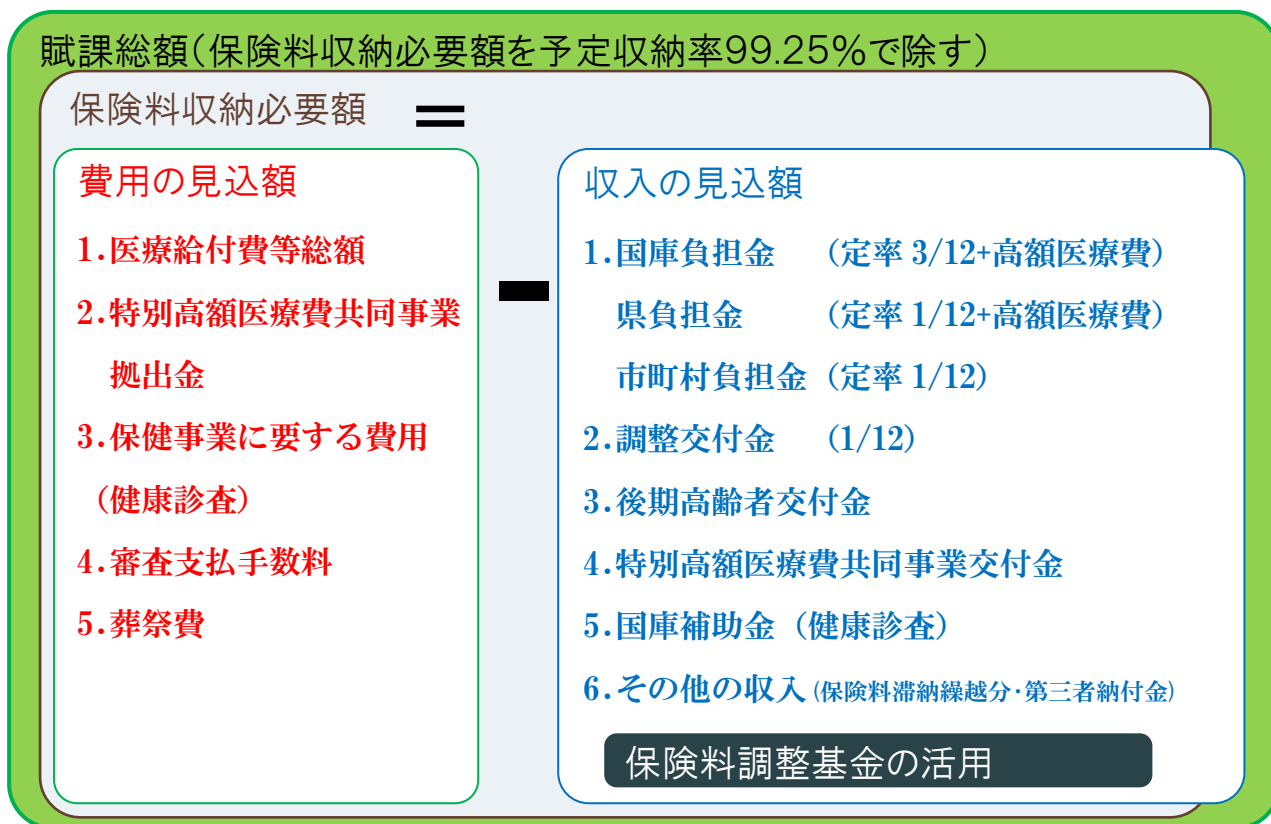 賦課総額(保険料収納必要額を予定収納率99.25%で除す)
保険料収納必要額 =
費用の見込額
1.医療給付費等総額
2.特別高額医療費共同事業
拠出金
3.保健事業に要する費用
(健康診査)
4.審査支払手数料
5.葬祭費
-
収入の見込額
1.国庫負担金 (定率 3/12+高額医療費)
県負担金 (定率 1/12+高額医療費)
市町村負担金 (定率 1/12)
2.調整交付金 (1/12)
3.後期高齢者交付金
4.特別高額医療費共同事業交付金
5.国庫補助金 (健康診査)
6.その他の収入 (保険料滞納繰越分・第三者納付金)
保険料調整基金の活用